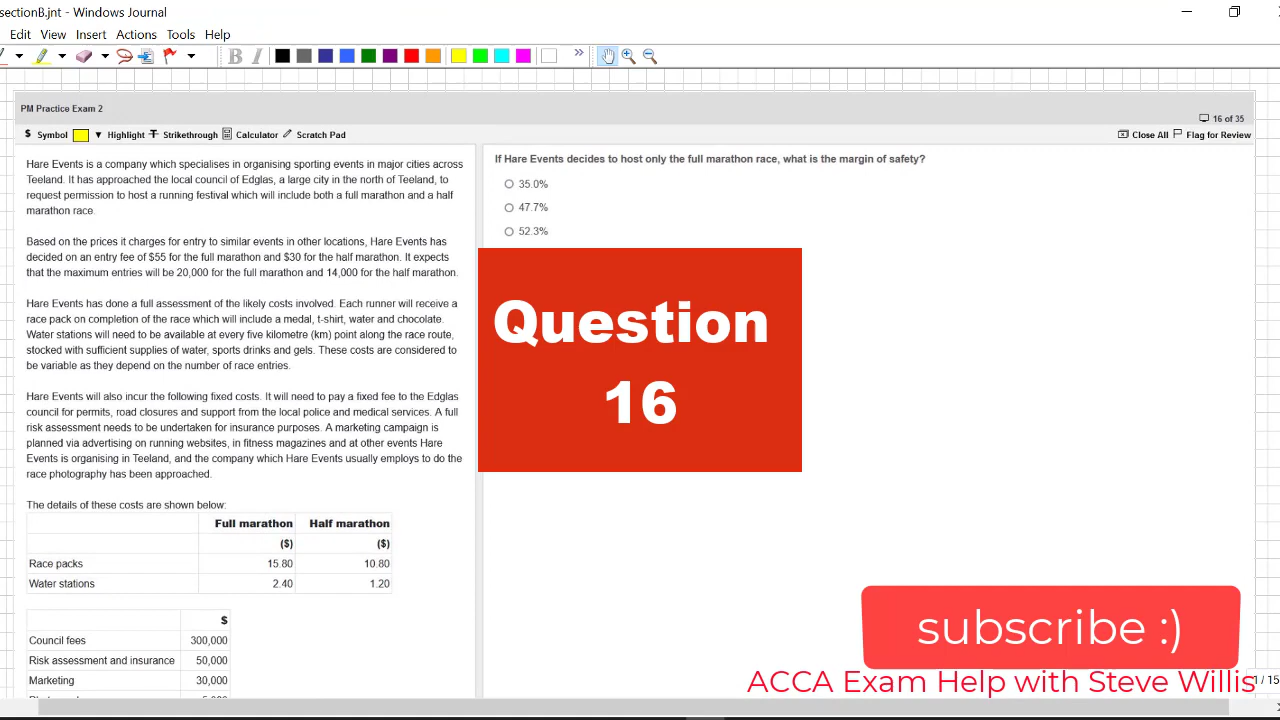 sectionB.jnt - Windows Journal
Edit View Insert Actions Tools Help
B I
PM Practice Exam 2
16 of 35
$ Symbol Highlight Strikethrough Calculator Scratch Pad
Close All Flag for Review
Hare Events is a company which specialises in organising sporting events in major cities across
Teeland. It has approached the local council of Edglas, a large city in the north of Teeland, to
request permission to host a running festival which will include both a full marathon and a half
marathon race.
Based on the prices it charges for entry to similar events in other locations, Hare Events has
decided on an entry fee of $55 for the full marathon and $30 for the half marathon. It expects
that the maximum entries will be 20,000 for the full marathon and 14,000 for the half marathon.
Hare Events has done a full assessment of the likely costs involved. Each runner will receive a
race pack on completion of the race which will include a medal, t-shirt, water and chocolate.
Water stations will need to be available at every five kilometre (km) point along the race route,
stocked with sufficient supplies of water, sports drinks and gels. These costs are considered to
be variable as they depend on the number of race entries.
Hare Events will also incur the following fixed costs. It will need to pay a fixed fee to the Edglas
council for permits, road closures and support from the local police and medical services. A full
risk assessment needs to be undertaken for insurance purposes. A marketing campaign is
planned via advertising on running websites, in fitness magazines and at other events Hare
Events is organising in Teeland, and the company which Hare Events usually employs to do the
race photography has been approached.
The details of these costs are shown below:
Full marathon Half marathon
($) ($)
Race packs 15.80 10.80
Water stations 2.40 1.20
$
Council fees 300,000
Risk assessment and insurance 50,000
Marketing 30,000
If Hare Events decides to host only the full marathon race, what is the margin of safety?
35.0%
47.7%
52.3%
Question
16
subscribe :)
ACCA Exam Help with Steve Willis
1 / 15